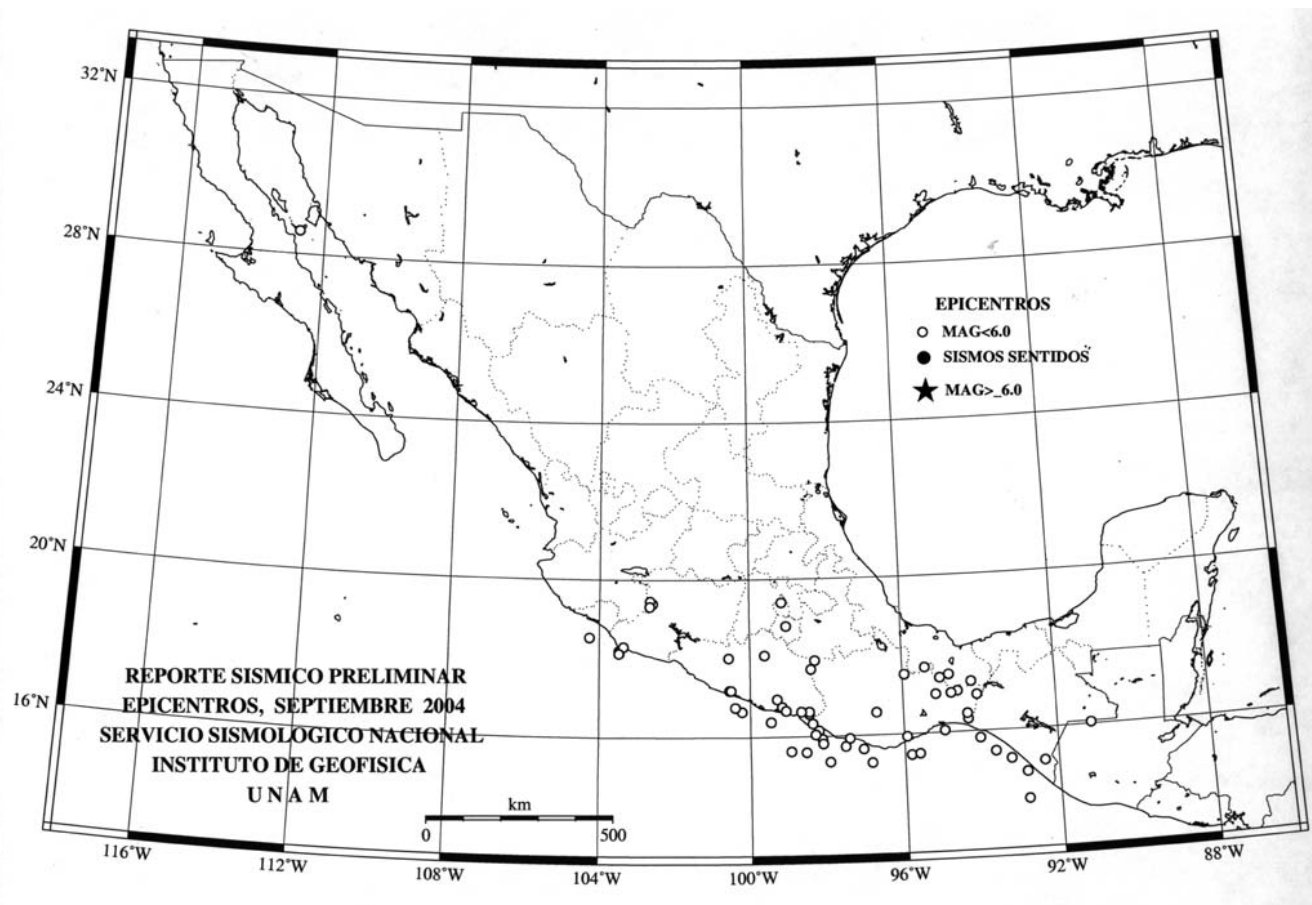 32°N
28°N
24°N
20°N
16°N
EPICENTROS
MAG<6.0
SISMOS SENTIDOS
MAG>_6.0
REPORTE SISMICO PRELIMINAR
EPICENTROS, SEPTIEMBRE 2004
SERVICIO SISMOLOGICO NACIONAL
INSTITUTO DE GEOFISICA
U N A M
km
0 500
116°W 112°W 108°W 104°W 100°W 96°W 92°W 88°W